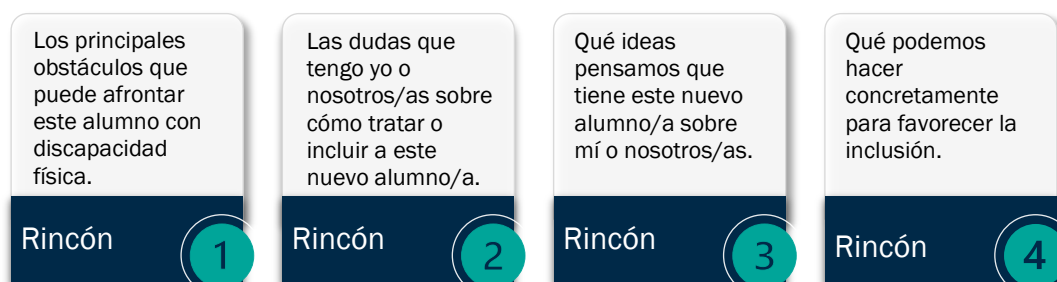 Los principales
obstáculos que
puede afrontar
este alumno con
discapacidad
física.
Rincón
1
Las dudas que
tengo yo o
nosotros/as sobre
cómo tratar o
incluir a este
nuevo alumno/a.
Rincón
2
Qué ideas
pensamos que
tiene este nuevo
alumno/a sobre
mí o nosotros/as.
Rincón
3
Qué podemos
hacer
concretamente
para favorecer la
inclusión.
Rincón
4